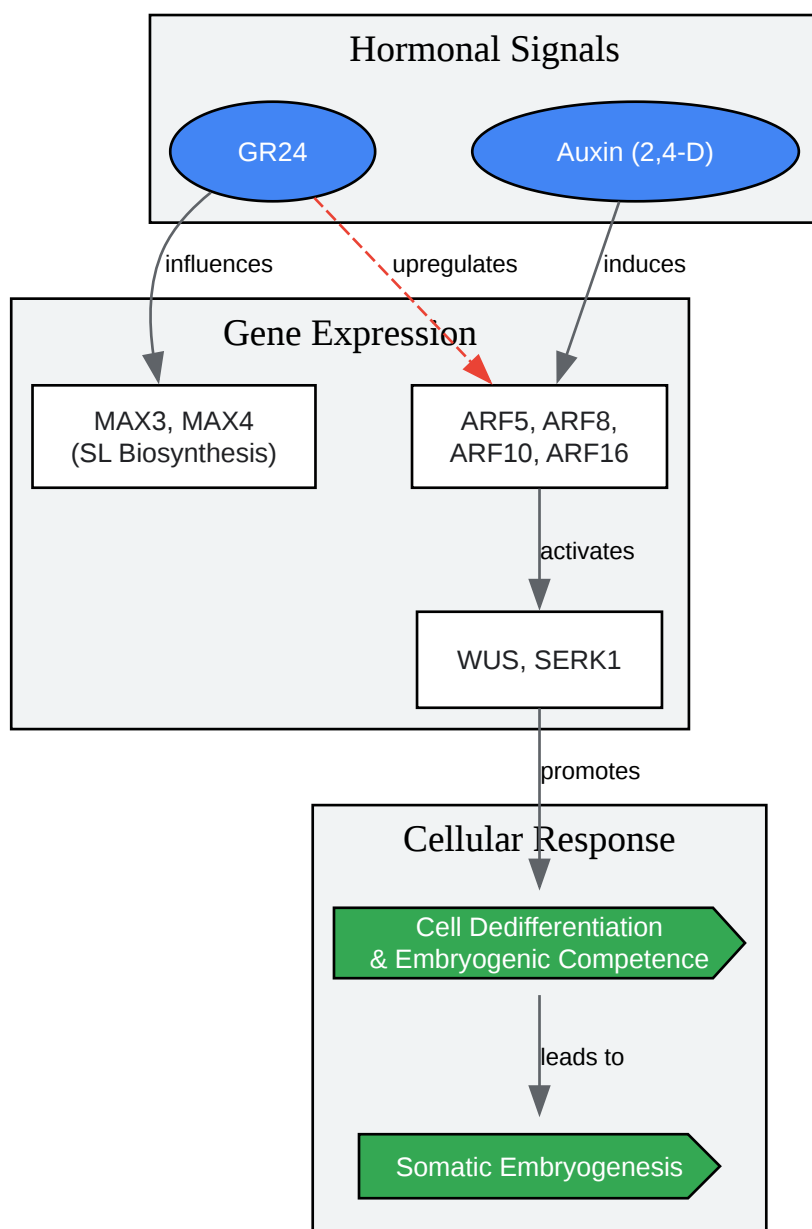 Hormonal Signals
GR24
Auxin (2,4-D)
influences
upregulates
induces
Gene Expression
MAX3, MAX4
(SL Biosynthesis)
ARF5, ARF8,
ARF10, ARF16
activates
WUS, SERK1
promotes
Cellular Response
Cell Dedifferentiation
& Embryogenic Competence
leads to
Somatic Embryogenesis